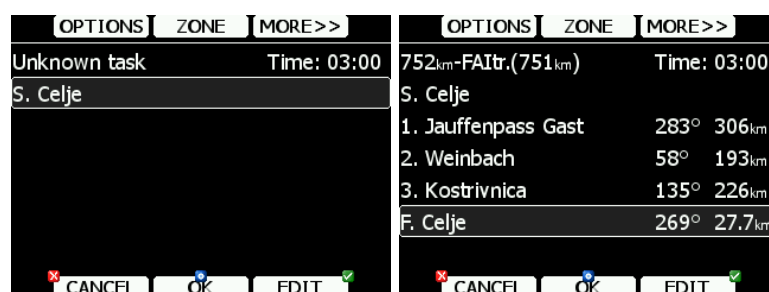 OPTIONS ZONE MORE>>
Unknown task Time: 03:00
S. Celje
CANCEL OK EDIT
OPTIONS ZONE MORE>>
752km-FAItr.(751km) Time: 03:00
S. Celje
1. Jauffenpass Gast 283° 306km
2. Weinbach 58° 193km
3. Kostrivnica 135° 226km
F. Celje 269° 27.7km
CANCEL OK EDIT